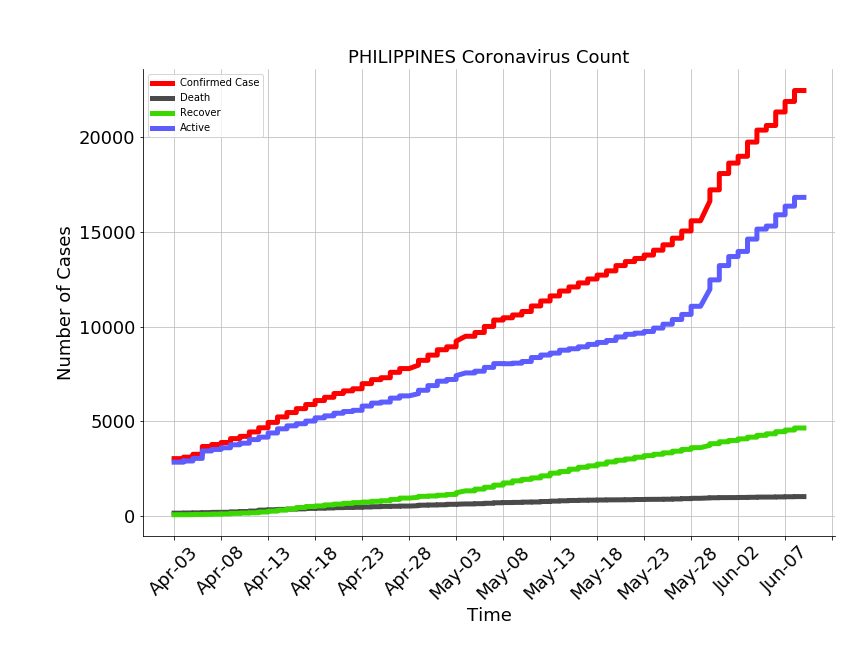 PHILIPPINES Coronavirus Count
Confirmed Case
Death
Recover
Active
20000
15000
10000
5000
0
Number of Cases
Apr-03
Apr-08
Apr-13
Apr-18
Apr-23
Apr-28
May-03
May-08
May-13
May-18
May-23
May-28
Jun-02
Jun-07
Time